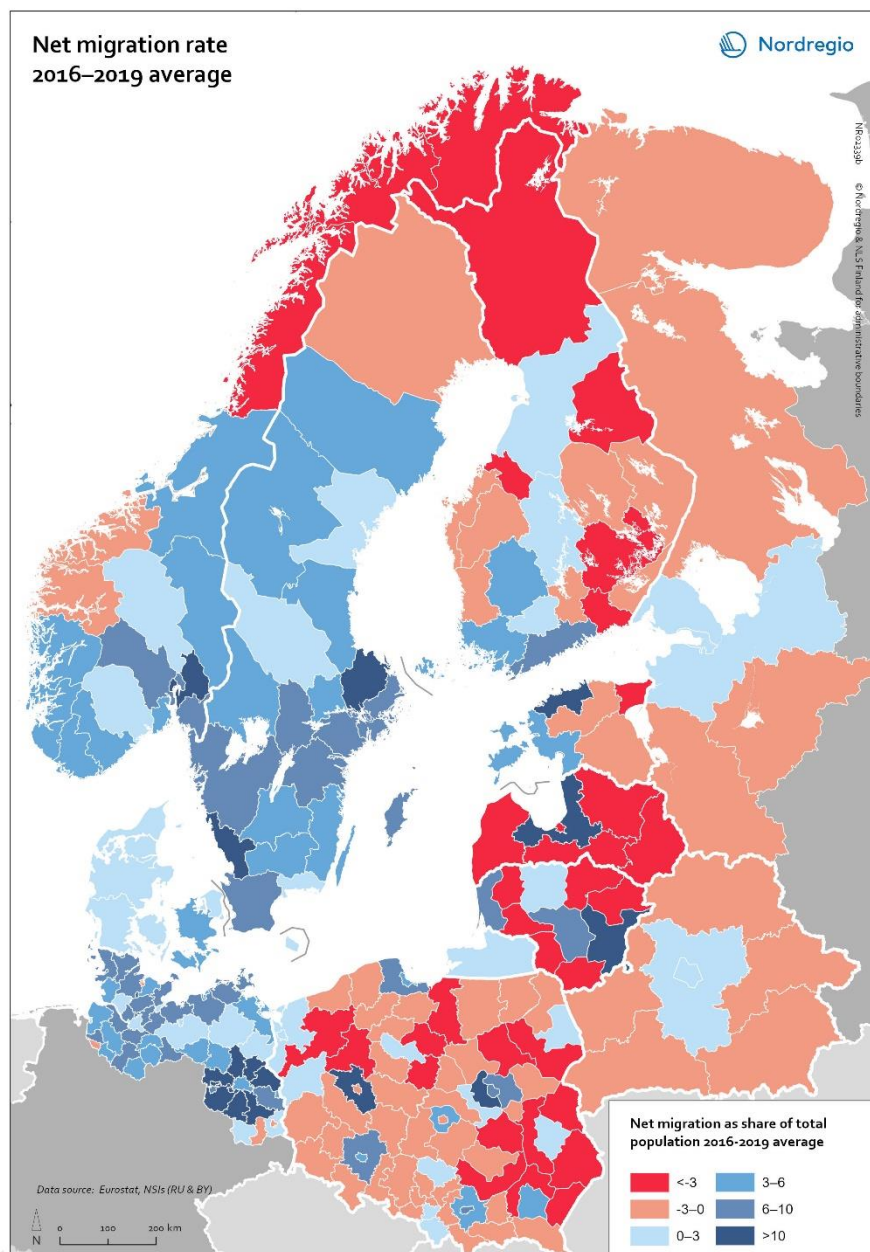 Net migration rate
2016–2019 average
Nordregio
NR02339b © Nordregio & NLS Finland for administrative boundaries
Net migration as share of total
population 2016-2019 average
<-3
-3–0
0–3
3–6
6–10
>10
Data source: Eurostat, NSIs (RU & BY)
N
0 100 200 km